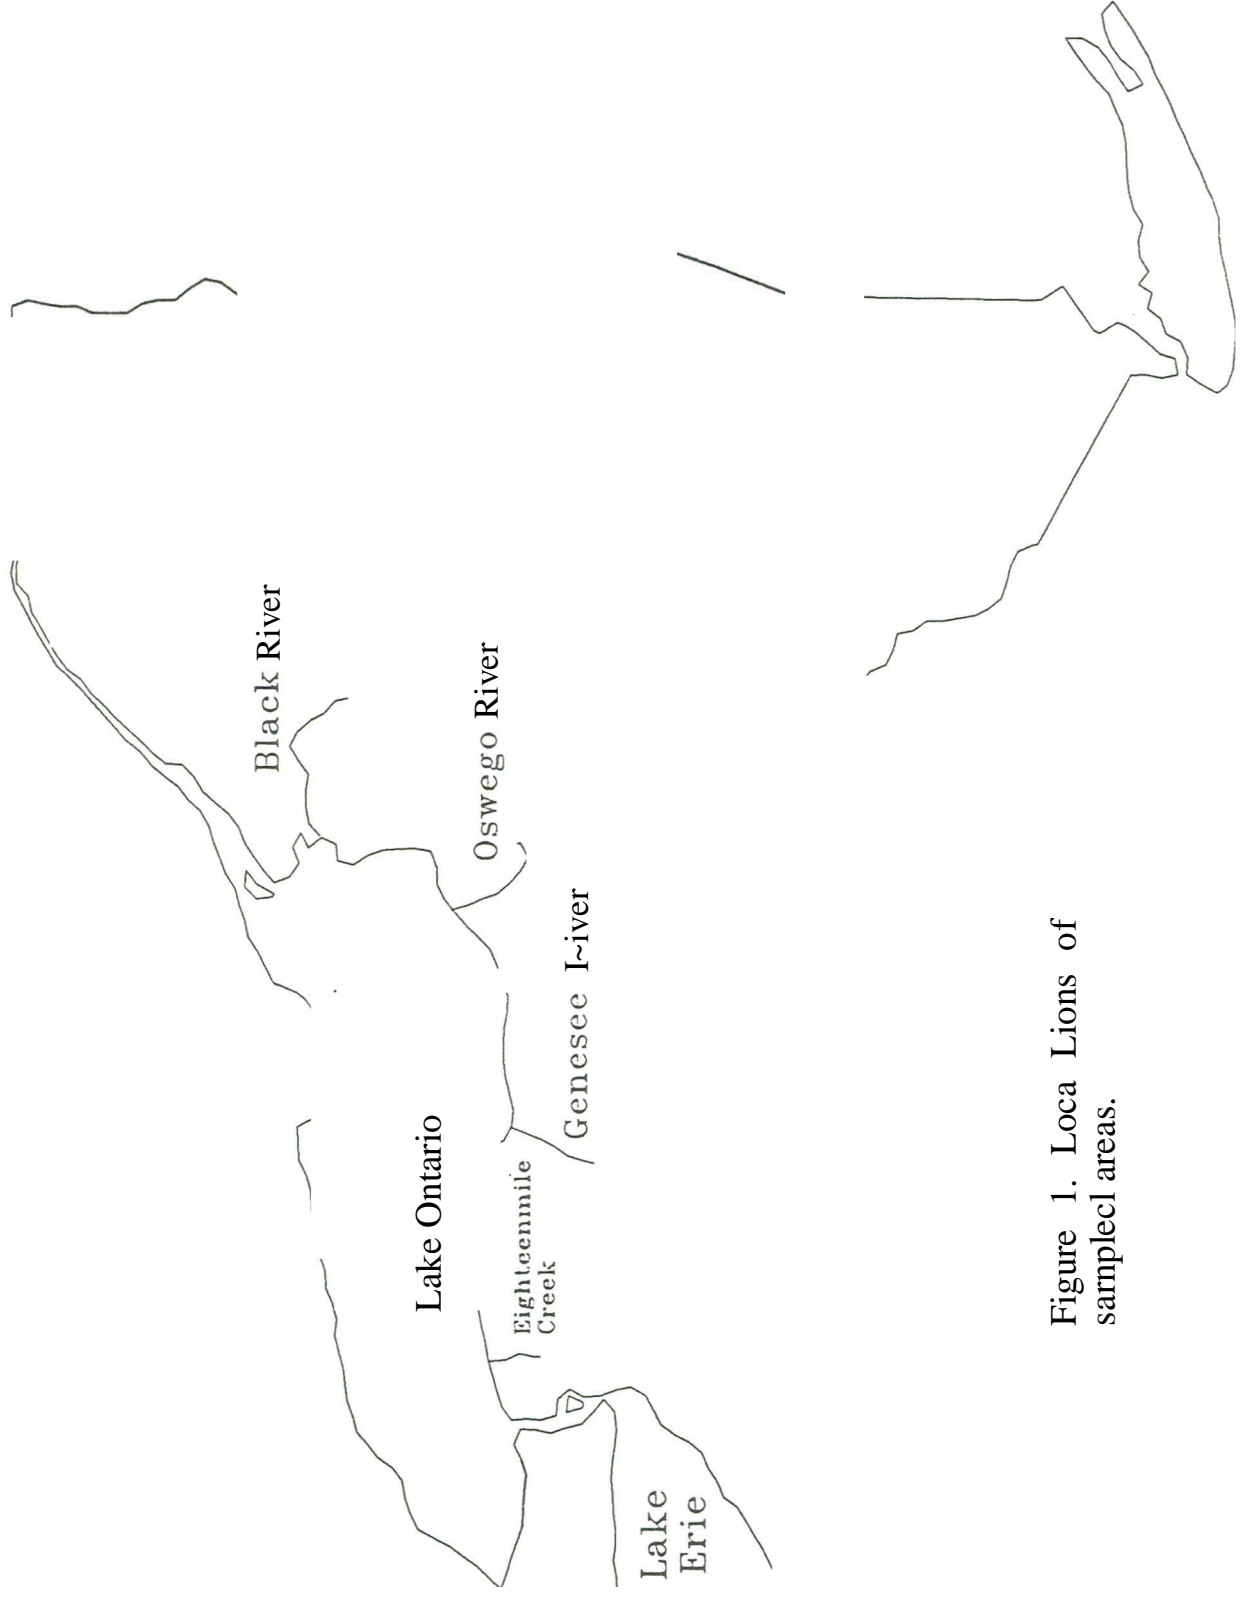 Black River
Oswego River
Genesee I~iver
Lake Ontario
Eighteenmile
Creek
Lake
Erie
Figure 1. Loca Lions of
sarnplecl areas.